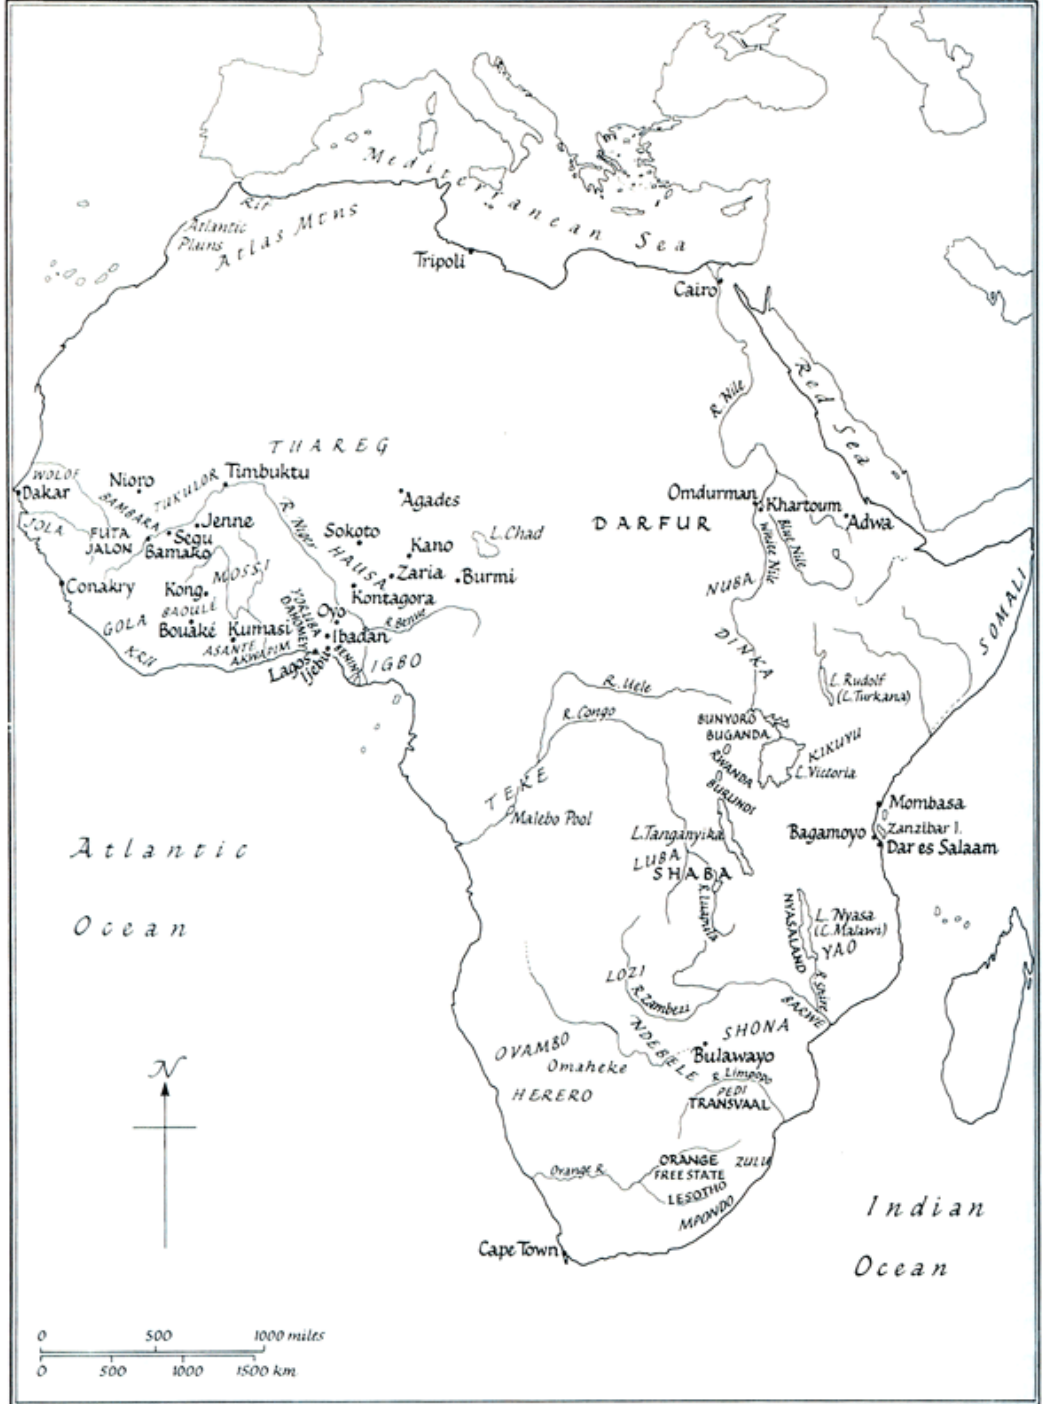 Mediterranean Sea
Rif
Atlantic
Plains
Atlas Mtns
Tripoli
Cairo
Red Sea
R. Nile
TUAREG
WOLOF
Dakar
Nioro
BAMBARA
TUKULOR
Timbuktu
Agades
Omdurman
Khartoum
Adwa
DARFUR
JOLA
FUTA
JALON
Jenne
Segu
Bamako
R. Niger
Sokoto
HAUSA
Kano
L. Chad
White Nile
Blue Nile
Conakry
Kong
MOSSI
Zaria
Burmi
Kontagora
NUBA
SOMALI
GOLA
BAOULÉ
Bouaké
Kumasi
YORUBA
DAHOMEY
Oyo
Ibadan
R. Benue
KRU
ASANTE
AKWAPIM
Lagos
Ijebu
BENIN
IGBO
DINKA
L. Rudolf
(L. Turkana)
R. Uele
R. Congo
BUNYORO
BUGANDA
KIKUYU
RWANDA
L. Victoria
BURUNDI
TEKE
Malebo Pool
Mombasa
Zanzibar I.
Bagamoyo
Dar es Salaam
L. Tanganyika
LUBA
SHABA
R. Luapula
Atlantic
Ocean
NYASALAND
L. Nyasa
(L. Malawi)
YAO
R. Shire
LOZI
R. Zambezi
BARWE
NDEBELE
SHONA
Bulawayo
OVAMBO
Omaheke
HERERO
R. Limpopo
PEDI
TRANSVAAL
N
Orange R.
ORANGE
FREE STATE
ZULU
LESOTHO
MPONDO
Cape Town
Indian
Ocean
0 500 1000 miles
0 500 1000 1500 km